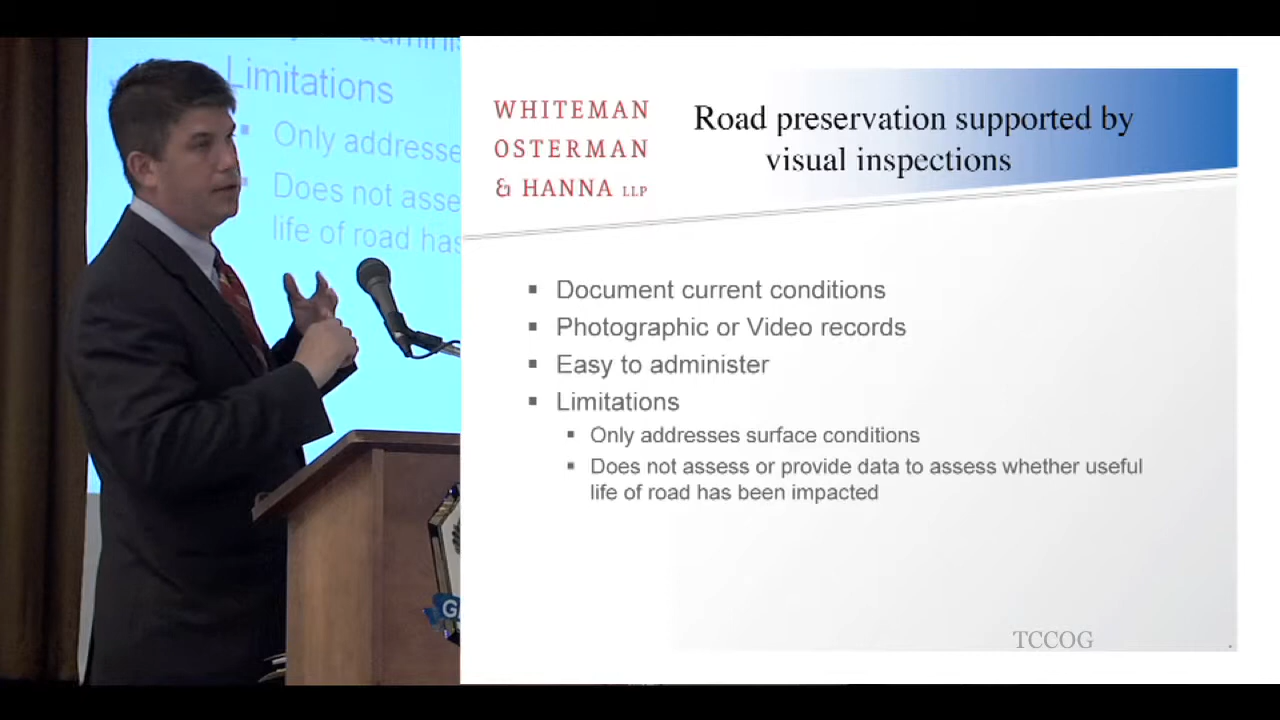 Limitations
Only addresse
Does not asse
life of road has
WHITEMAN
OSTERMAN
& HANNA LLP
Road preservation supported by
visual inspections
▪ Document current conditions
▪ Photographic or Video records
▪ Easy to administer
▪ Limitations
▪ Only addresses surface conditions
▪ Does not assess or provide data to assess whether useful
life of road has been impacted
TCCOG